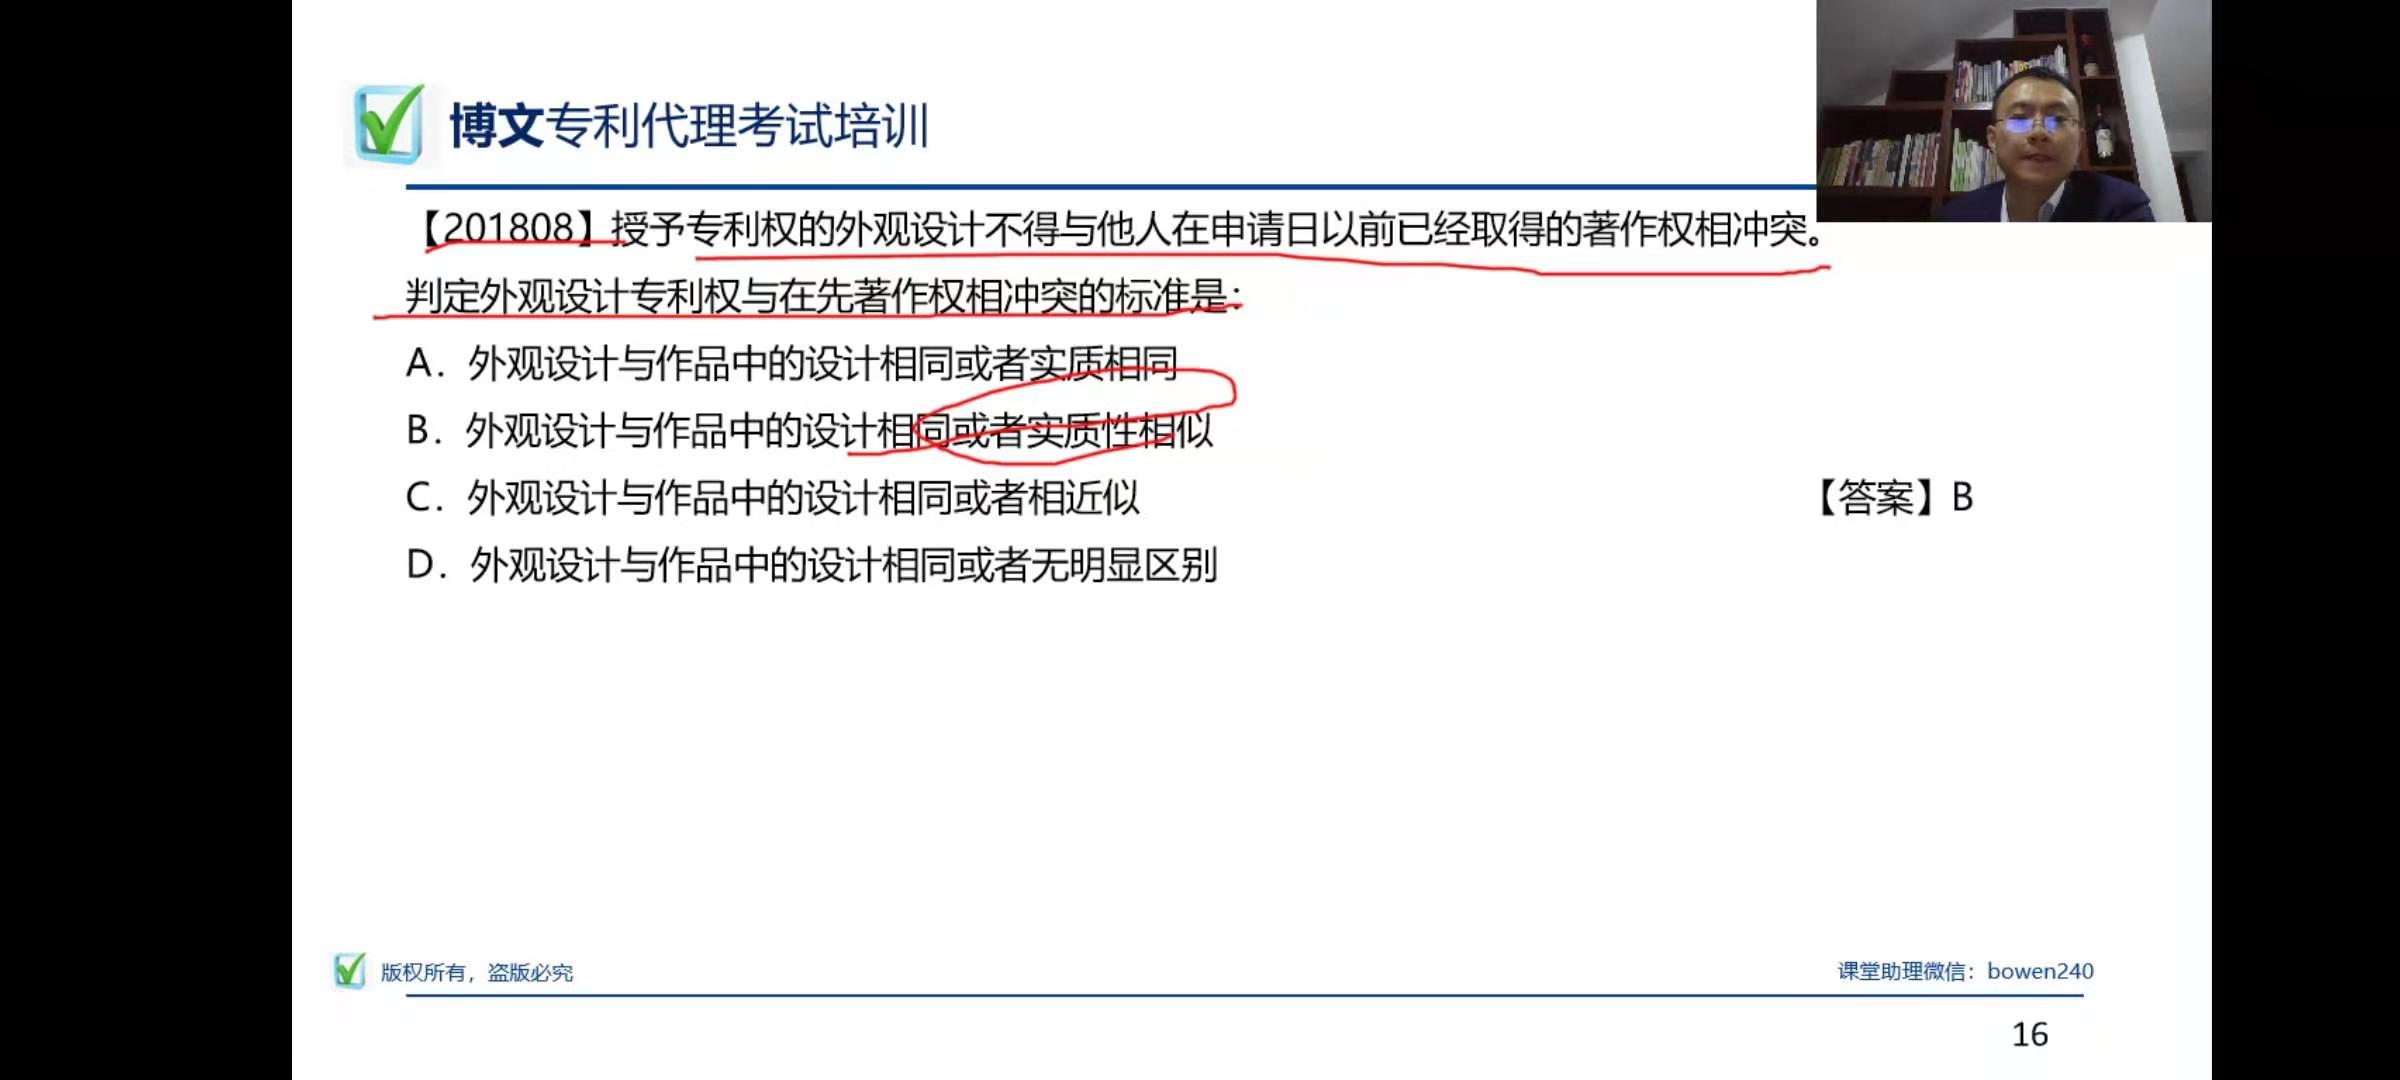 博文专利代理考试培训
【201808】授予专利权的外观设计不得与他人在申请日以前已经取得的著作权相冲突。
判定外观设计专利权与在先著作权相冲突的标准是：
A．外观设计与作品中的设计相同或者实质相同
B．外观设计与作品中的设计相同或者实质性相似
C．外观设计与作品中的设计相同或者相近似
【答案】B
D．外观设计与作品中的设计相同或者无明显区别
版权所有，盗版必究
课堂助理微信：bowen240
16